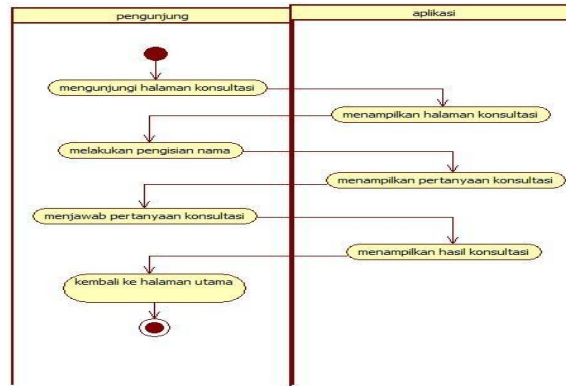 pengunjung
aplikasi
mengunjungi halaman konsultasi
menampilkan halaman konsultasi
melakukan pengisian nama
menampilkan pertanyaan konsultasi
menjawab pertanyaan konsultasi
menampilkan hasil konsultasi
kembali ke halaman utama